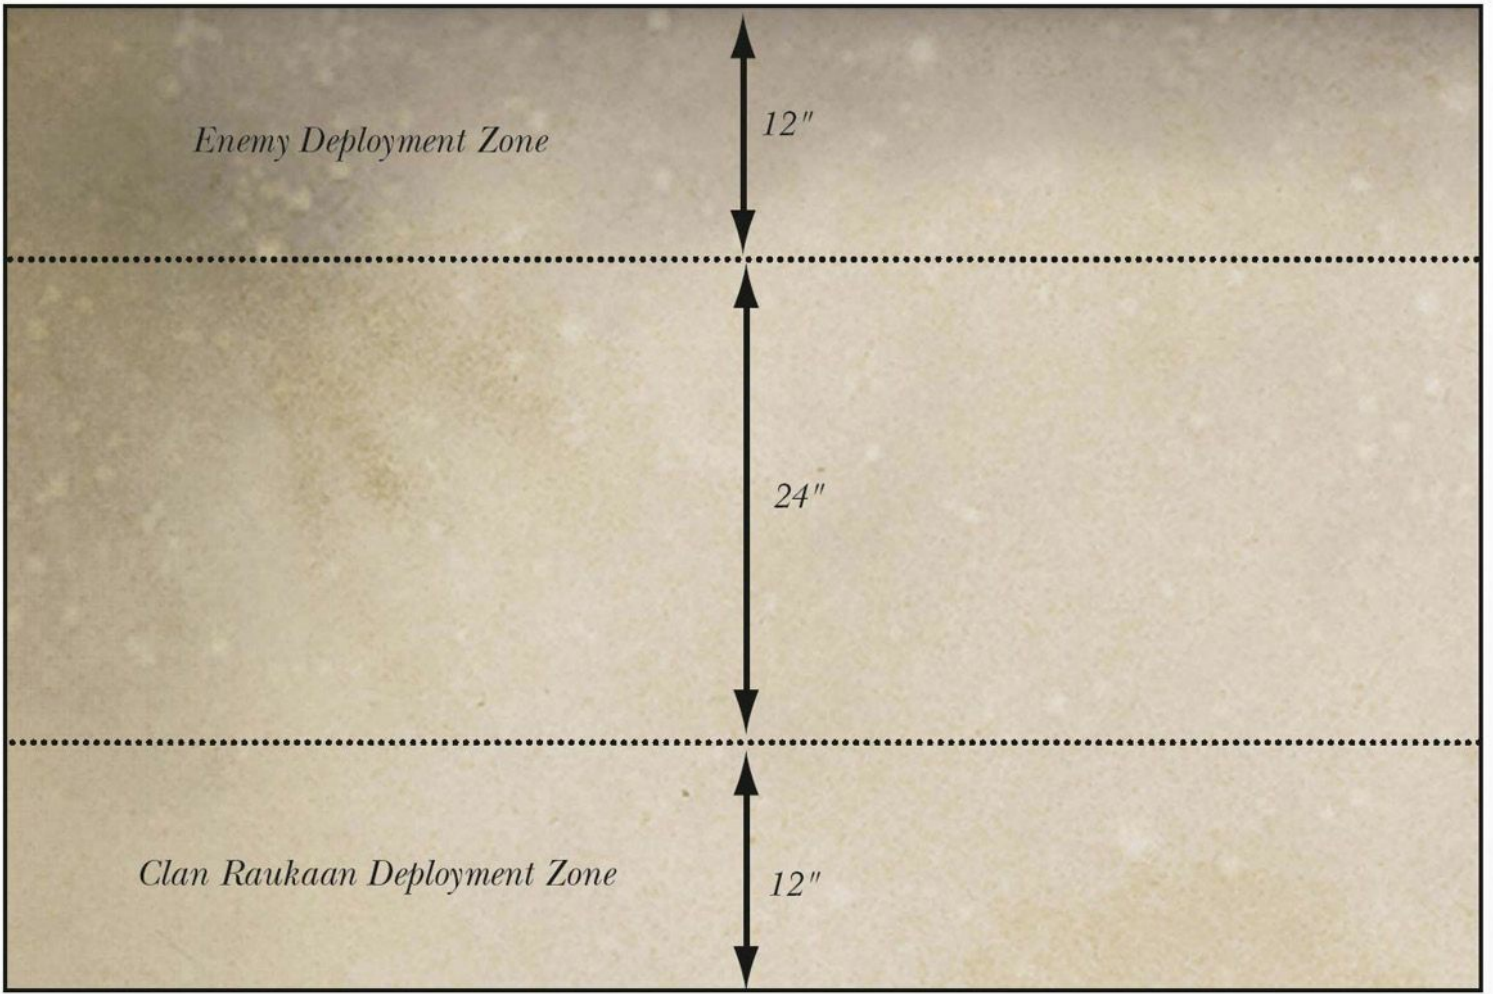 Enemy Deployment Zone
12"
24"
Clan Raukaan Deployment Zone
12"